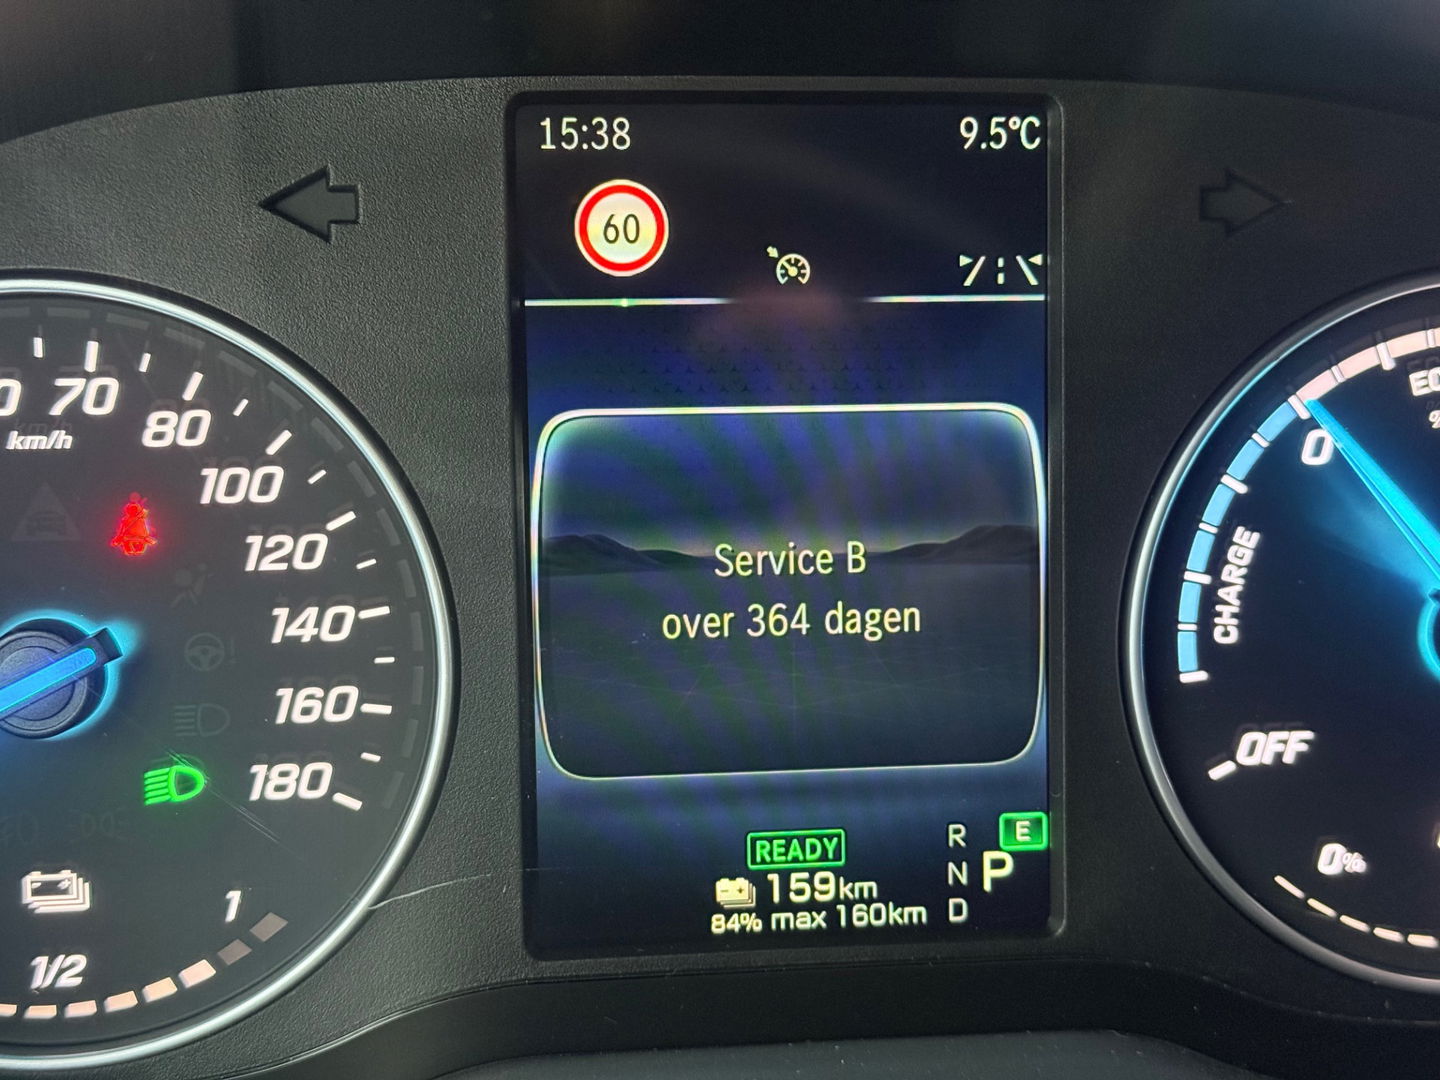 15:38
9.5°C
60
70
km/h
80
100
120
140
160
180
1
1/2
Service B
over 364 dagen
READY
159km
84% max 160km
R
N
D
P
E
0
CHARGE
OFF
0%